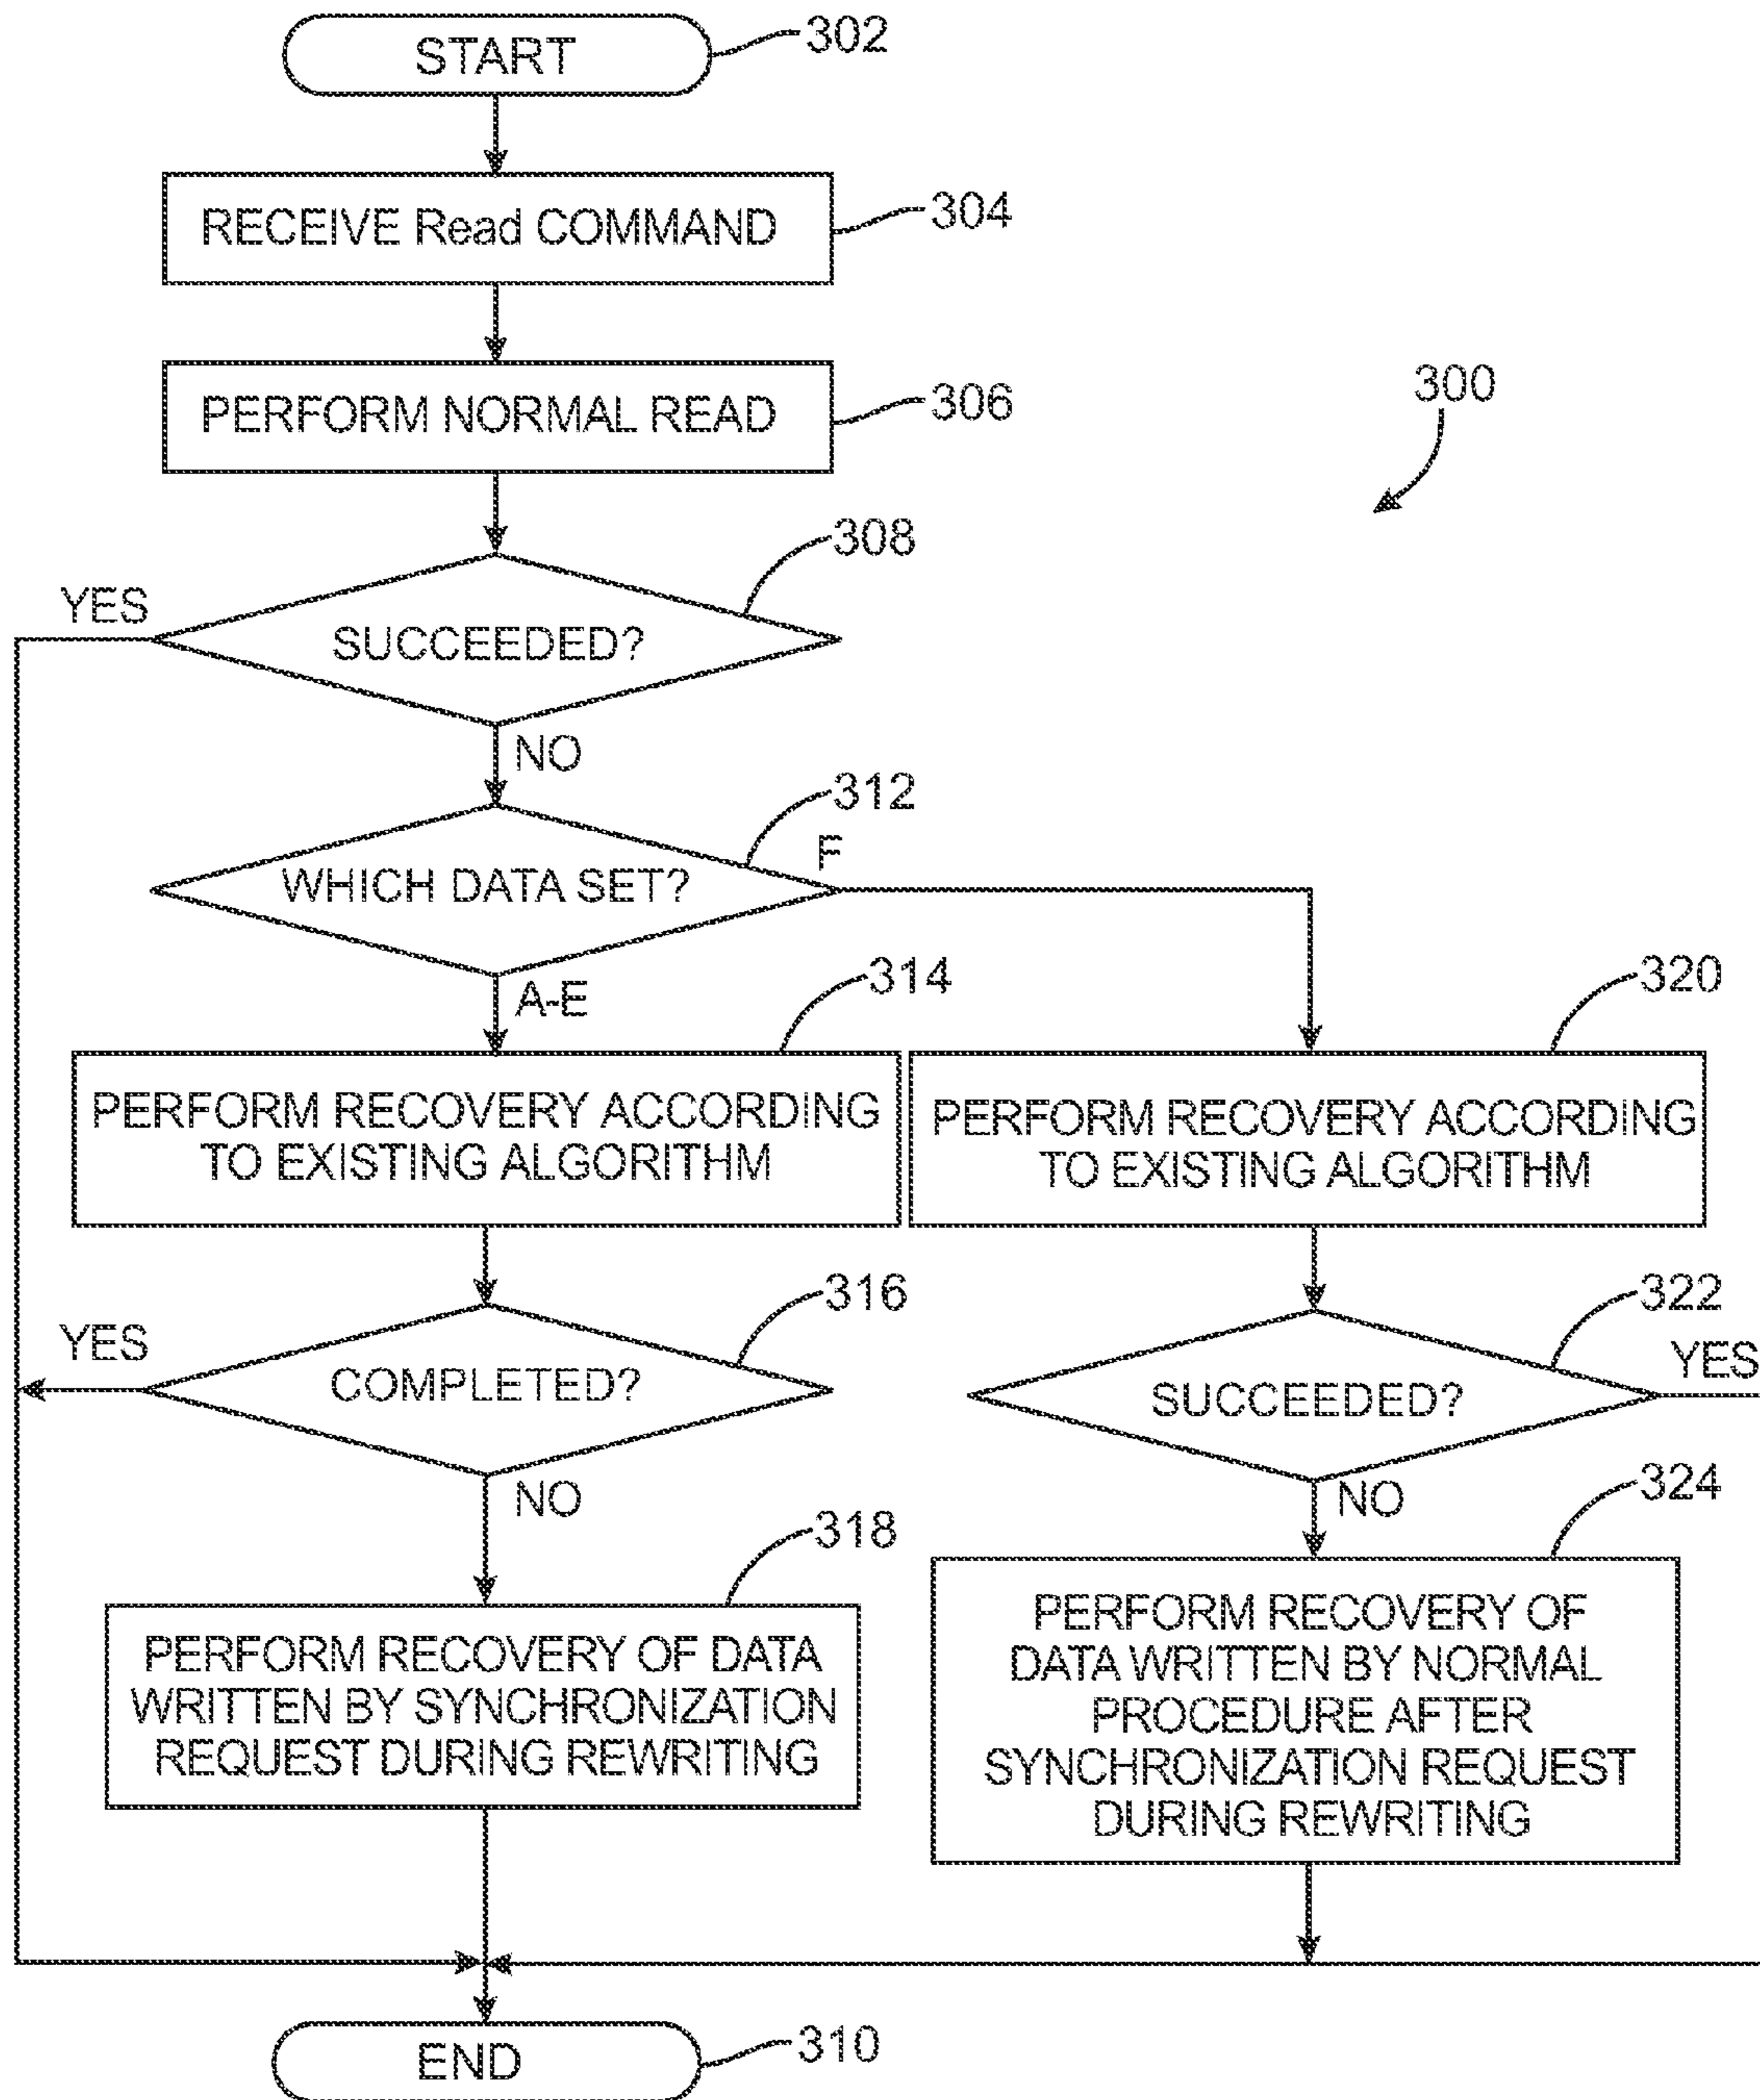 START
302
RECEIVE Read COMMAND
304
PERFORM NORMAL READ
306
300
308
YES
SUCCEEDED?
NO
312
F
WHICH DATA SET?
A-E
314
320
PERFORM RECOVERY ACCORDING
TO EXISTING ALGORITHM
PERFORM RECOVERY ACCORDING
TO EXISTING ALGORITHM
316
322
YES
COMPLETED?
YES
SUCCEEDED?
NO
NO
318
324
PERFORM RECOVERY OF DATA
WRITTEN BY SYNCHRONIZATION
REQUEST DURING REWRITING
PERFORM RECOVERY OF
DATA WRITTEN BY NORMAL
PROCEDURE AFTER
SYNCHRONIZATION REQUEST
DURING REWRITING
END
310